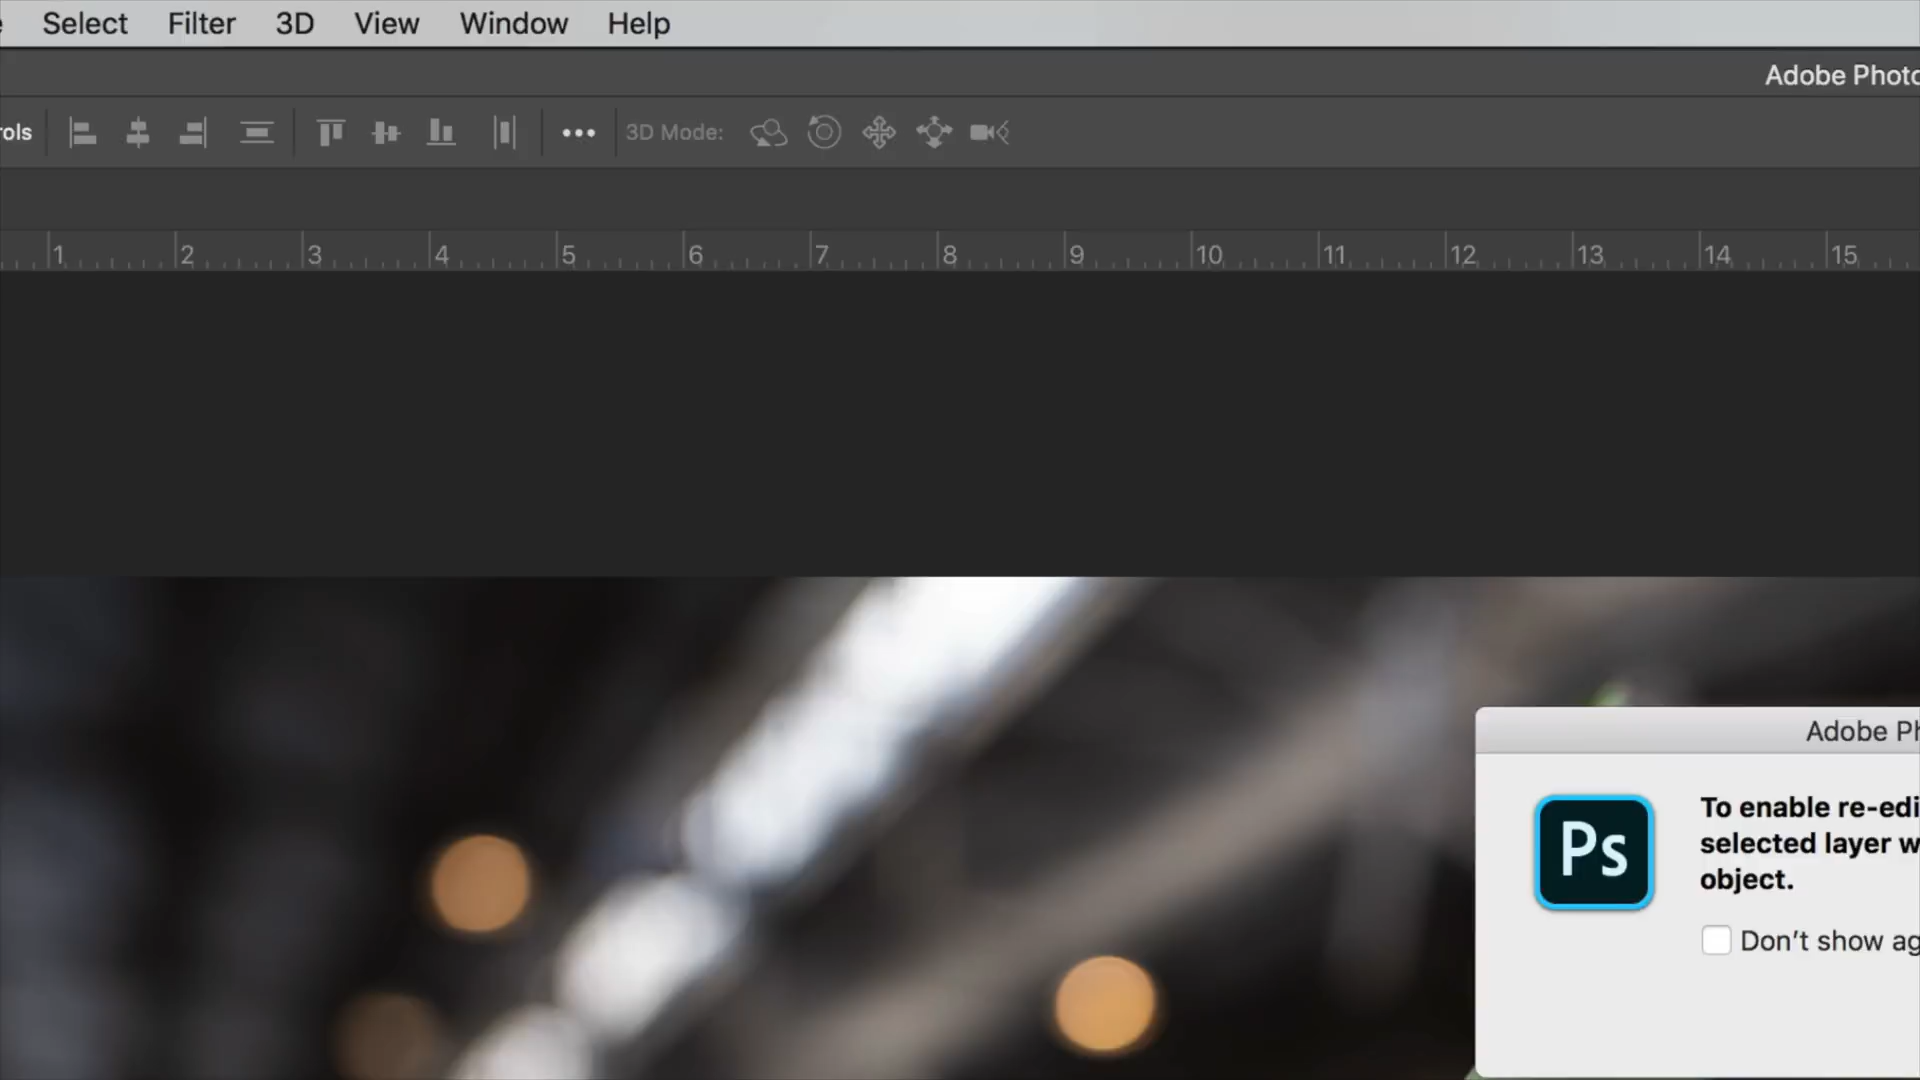 Select Filter 3D View Window Help
Adobe Photo
ols ••• 3D Mode:
1 2 3 4 5 6 7 8 9 10 11 12 13 14 15
Adobe Ph
Ps
To enable re-edi
selected layer w
object.
Don't show ag